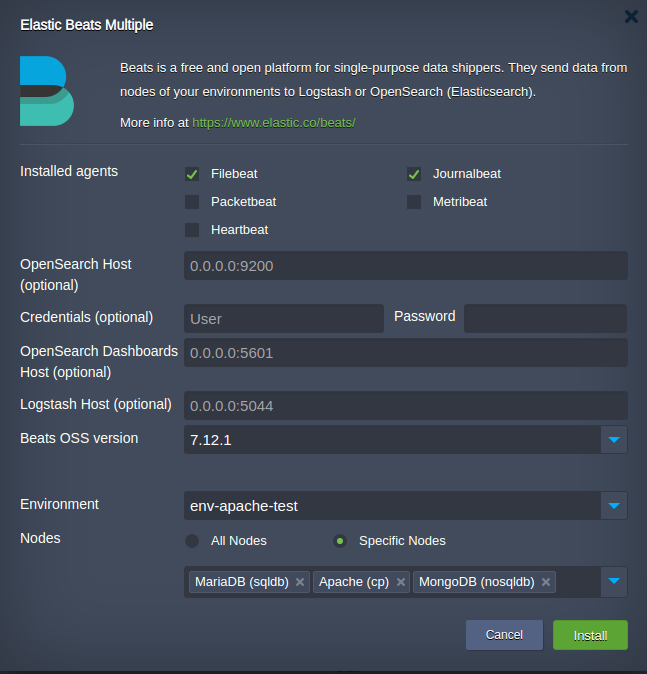 Elastic Beats Multiple
Beats is a free and open platform for single-purpose data shippers. They send data from
nodes of your environments to Logstash or OpenSearch (Elasticsearch).
More info at https://www.elastic.co/beats/
Installed agents
Filebeat
Journalbeat
Packetbeat
Metribeat
Heartbeat
OpenSearch Host
(optional)
0.0.0.0:9200
Credentials (optional)
User
Password
OpenSearch Dashboards
Host (optional)
0.0.0.0:5601
Logstash Host (optional)
0.0.0.0:5044
Beats OSS version
7.12.1
Environment
env-apache-test
Nodes
All Nodes
Specific Nodes
MariaDB (sqldb)
Apache (cp)
MongoDB (nosqldb)
Cancel
Install